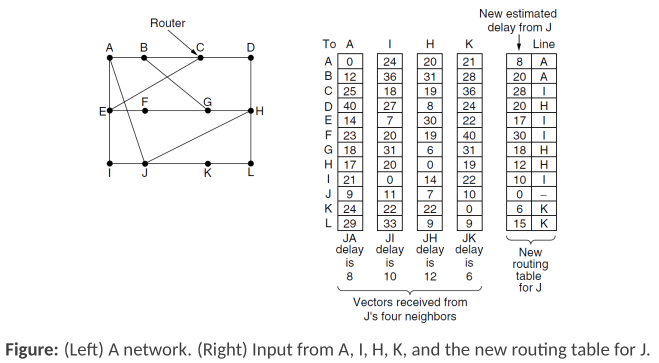 Router
A B C D
E F G H
I J K L
New estimated
delay from J
To A I H K Line
A 0 24 20 21 8 A
B 12 36 31 28 20 A
C 25 18 19 36 28 I
D 40 27 8 24 20 H
E 14 7 30 22 17 I
F 23 20 19 40 30 I
G 18 31 6 31 18 H
H 17 20 0 19 12 H
I 21 0 14 22 10 I
J 9 11 7 10 0 –
K 24 22 22 0 6 K
L 29 33 9 9 15 K
JA delay is 8
JI delay is 10
JH delay is 12
JK delay is 6
New
routing
table
for J
Vectors received from
J's four neighbors
Figure: (Left) A network. (Right) Input from A, I, H, K, and the new routing table for J.